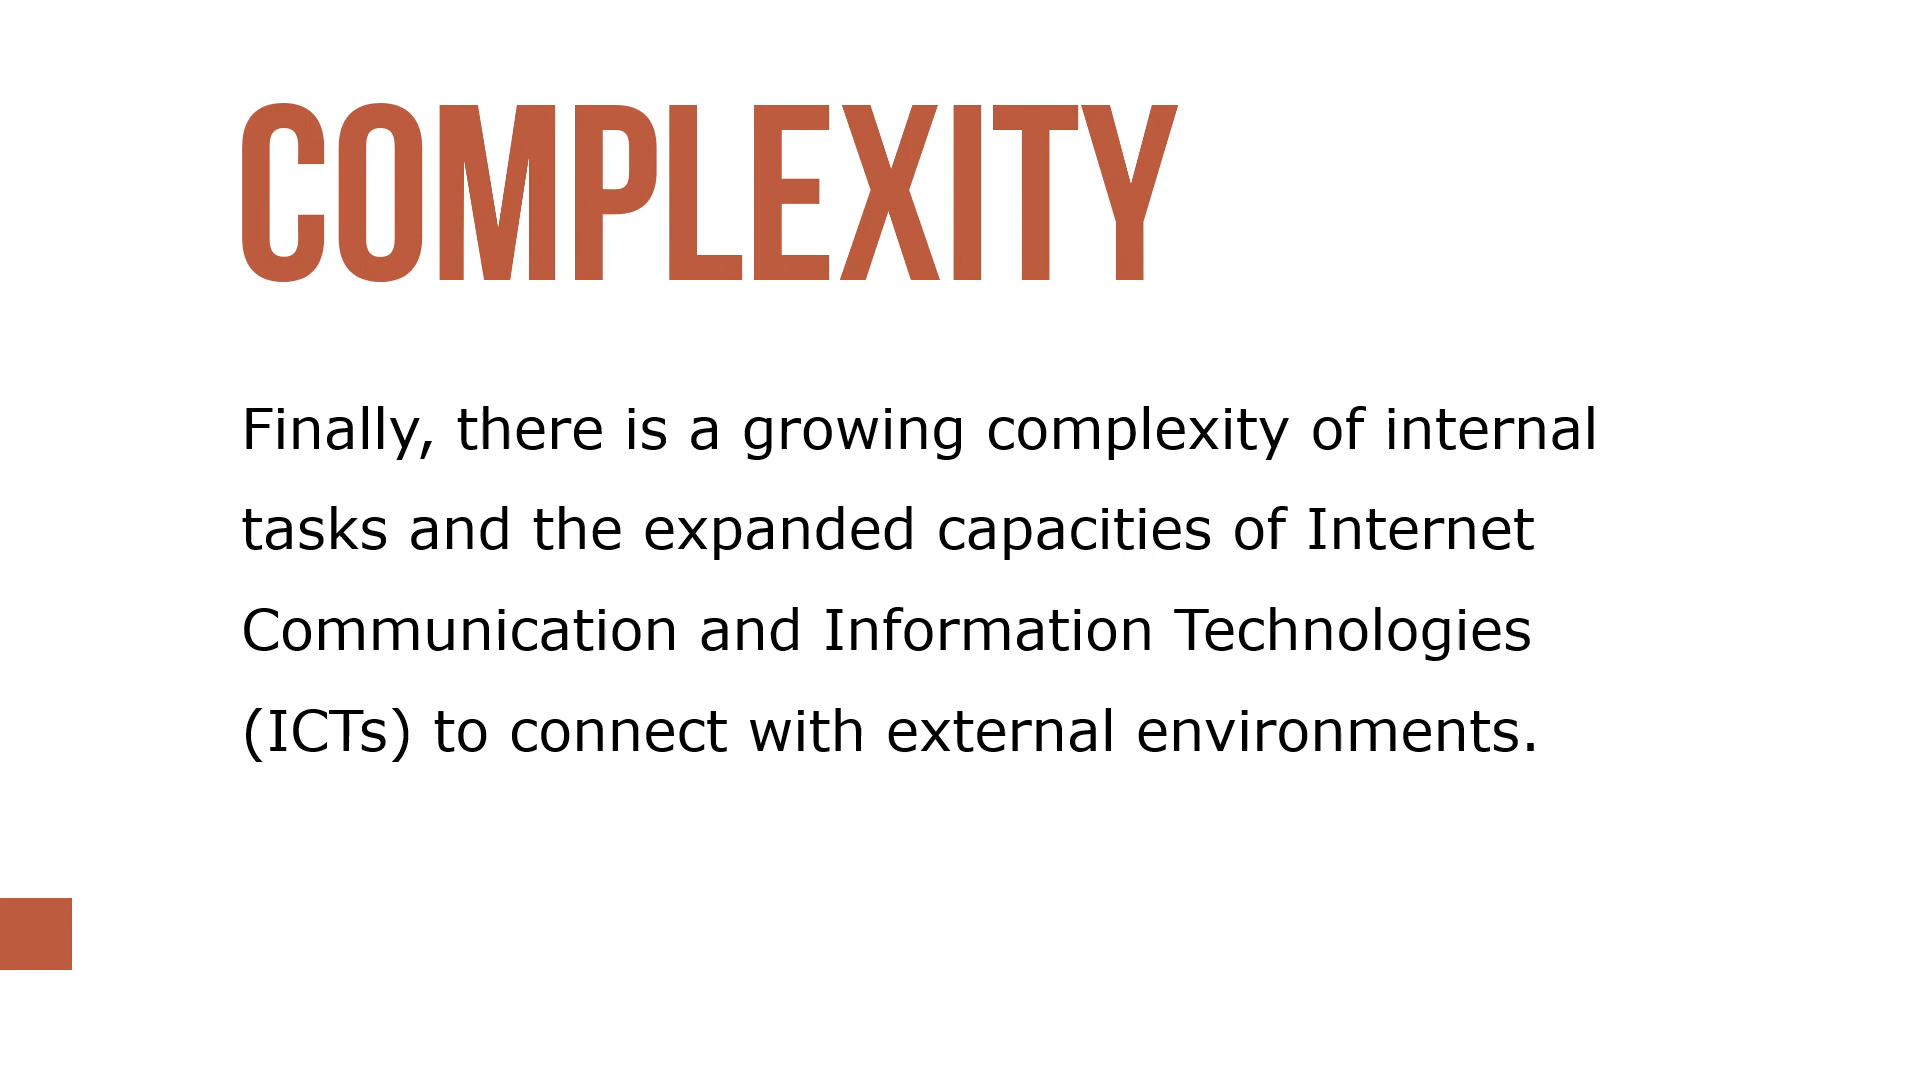 COMPLEXITY
Finally, there is a growing complexity of internal
tasks and the expanded capacities of Internet
Communication and Information Technologies
(ICTs) to connect with external environments.